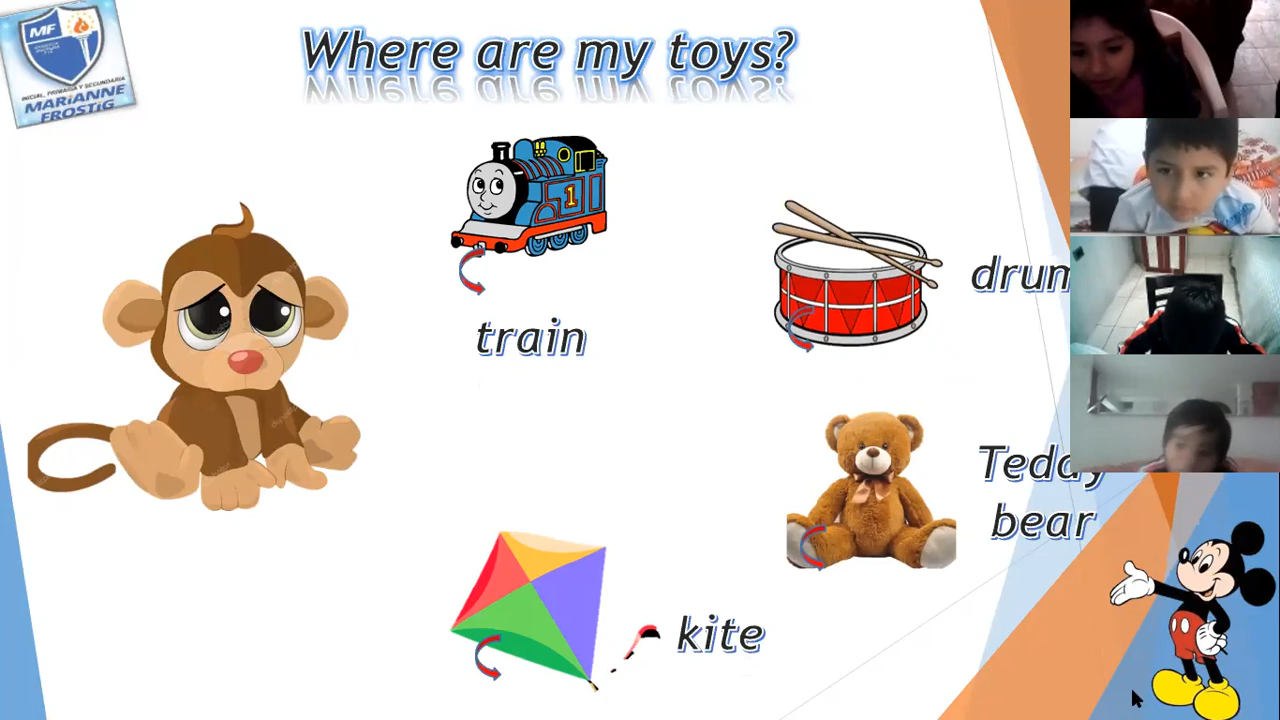 MF
INICIAL, PRIMARIA Y SECUNDARIA
MARIANNE
FROSTIG
Where are my toys?
1
train
drum
Teddy
bear
kite